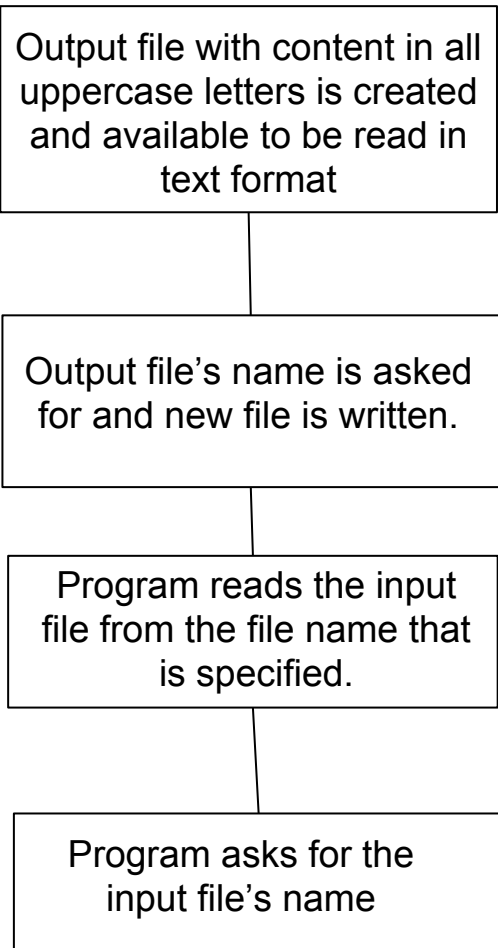 Output file with content in all
uppercase letters is created
and available to be read in
text format
Output file’s name is asked
for and new file is written.
Program reads the input
file from the file name that
is specified.
Program asks for the
input file’s name